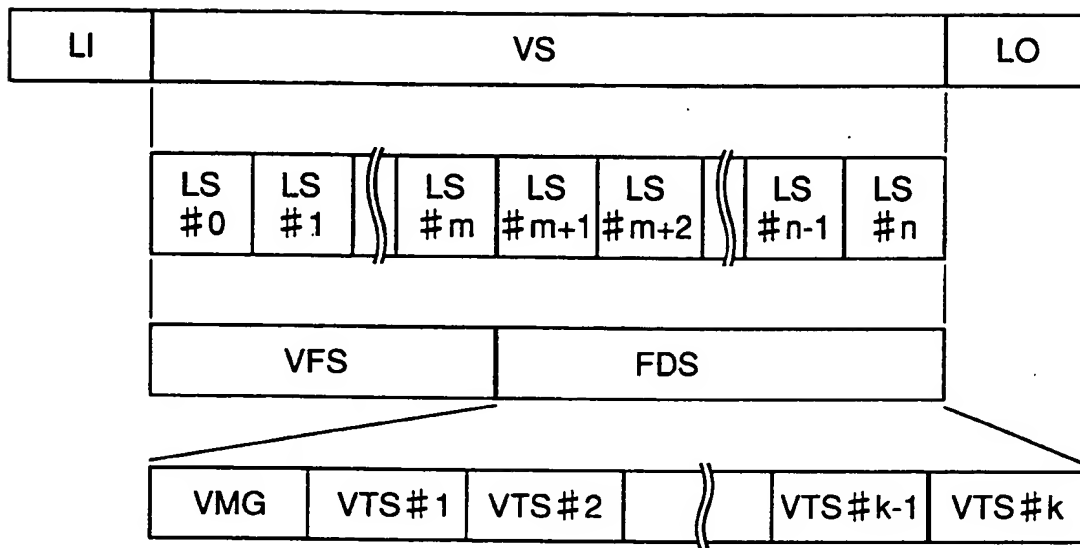 LI VS LO
LS #0 LS #1 LS #m LS #m+1 LS #m+2 LS #n-1 LS #n
VFS FDS
VMG VTS#1 VTS#2 VTS#k-1 VTS#k